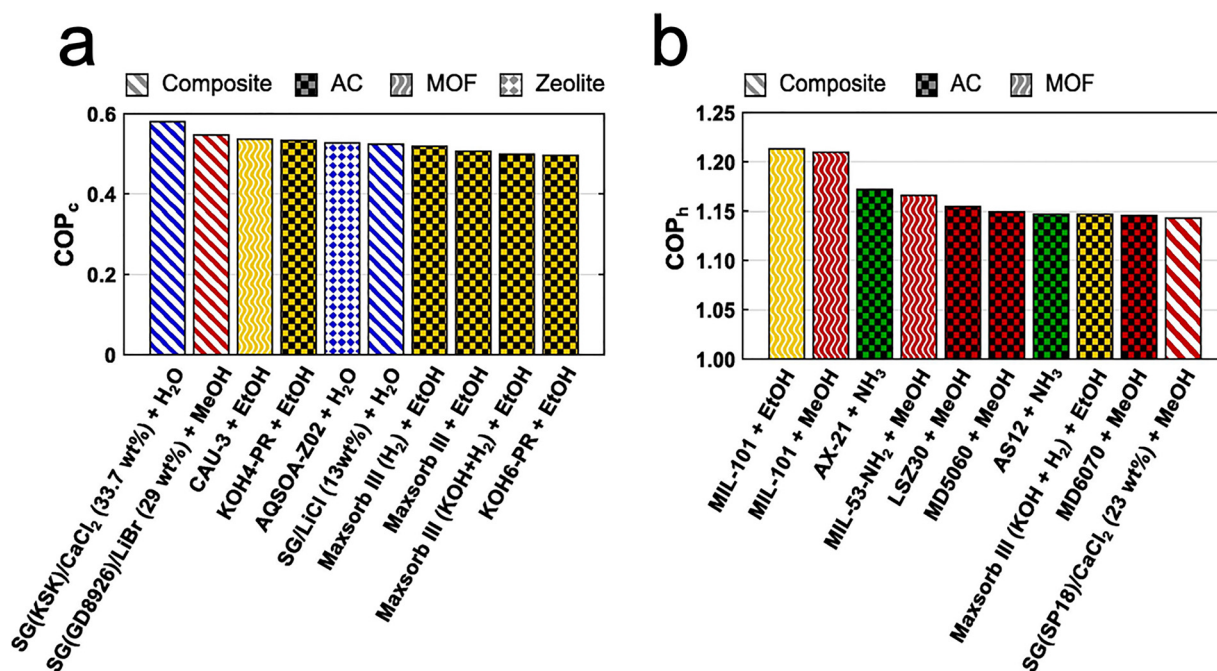 a
Composite AC MOF Zeolite
COPc
0.6
0.4
0.2
0
SG(KSK)/CaCl₂ (33.7 wt%) + H₂O
SG(GD8926)/LiBr (29 wt%) + MeOH
CAU-3 + EtOH
KOH4-PR + EtOH
AQSOA-Z02 + H₂O
SG/LiCl (13wt%) + H₂O
Maxsorb III (H₂) + EtOH
Maxsorb III + EtOH
Maxsorb III (KOH+H₂) + EtOH
KOH6-PR + EtOH
b
Composite AC MOF
COPh
1.25
1.20
1.15
1.10
1.05
1.00
MIL-101 + EtOH
MIL-101 + MeOH
AX-21 + NH₃
MIL-53-NH₂ + MeOH
LSZ30 + MeOH
MD5060 + MeOH
AS12 + NH₃
Maxsorb III (KOH + H₂) + EtOH
MD6070 + MeOH
SG(SP18)/CaCl₂ (23 wt%) + MeOH